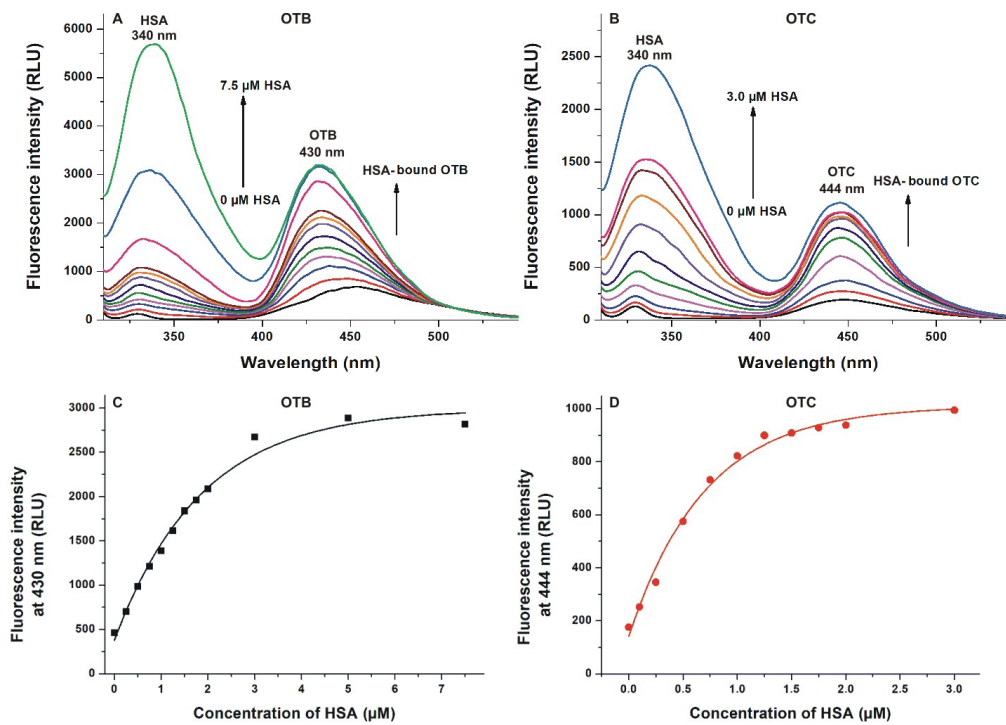 A
OTB
HSA
340 nm
7.5 µM HSA
0 µM HSA
OTB
430 nm
HSA-bound OTB
6000
5000
4000
3000
2000
1000
0
350
400
450
500
Wavelength (nm)
Fluorescence intensity (RLU)
B
OTC
HSA
340 nm
3.0 µM HSA
0 µM HSA
OTC
444 nm
HSA- bound OTC
2500
2000
1500
1000
500
0
350
400
450
500
Wavelength (nm)
Fluorescence intensity (RLU)
C
OTB
3000
2500
2000
1500
1000
500
0
0
1
2
3
4
5
6
7
Concentration of HSA (µM)
Fluorescence intensity
at 430 nm (RLU)
D
OTC
1000
800
600
400
200
0
0.0
0.5
1.0
1.5
2.0
2.5
3.0
Concentration of HSA (µM)
Fluorescence intensity
at 444 nm (RLU)